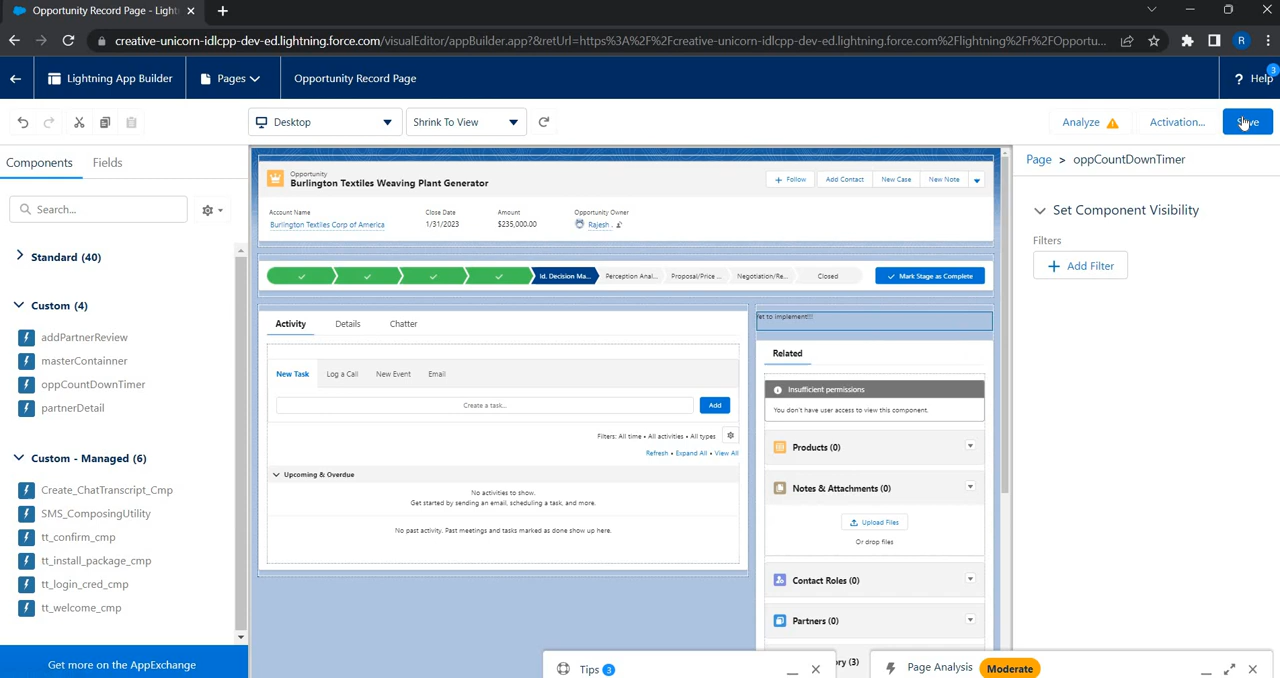 Opportunity Record Page - Light
creative-unicorn-idlcpp-dev-ed.lightning.force.com/visualEditor/appBuilder.app?&retUrl=https%3A%2F%2Fcreative-unicorn-idlcpp-dev-ed.lightning.force.com%2Flightning%2Fr%2FOpportu...
R
Lightning App Builder
Pages
Opportunity Record Page
? Help
3
Desktop
Shrink To View
Analyze
Activation...
Save
Components
Fields
Search...
Standard (40)
Custom (4)
addPartnerReview
masterContainner
oppCountDownTimer
partnerDetail
Custom - Managed (6)
Create_ChatTranscript_Cmp
SMS_ComposingUtility
tt_confirm_cmp
tt_install_package_cmp
tt_login_cred_cmp
tt_welcome_cmp
Get more on the AppExchange
Opportunity
Burlington Textiles Weaving Plant Generator
+ Follow
Add Contact
New Case
New Note
Account Name
Close Date
Amount
Opportunity Owner
Burlington Textiles Corp of America
1/31/2023
$235,000.00
Rajesh .
Id. Decision Ma...
Perception Anal...
Proposal/Price ...
Negotiation/Re...
Closed
Mark Stage as Complete
Activity
Details
Chatter
New Task
Log a Call
New Event
Email
Create a task...
Add
Filters: All time • All activities • All types
Refresh • Expand All • View All
Upcoming & Overdue
No activities to show.
Get started by sending an email, scheduling a task, and more.
No past activity. Past meetings and tasks marked as done show up here.
Yet to implement!!!
Related
Insufficient permissions
You don't have user access to view this component.
Products (0)
Notes & Attachments (0)
Upload Files
Or drop files
Contact Roles (0)
Partners (0)
ry (3)
Page > oppCountDownTimer
Set Component Visibility
Filters
+ Add Filter
Tips 3
Page Analysis
Moderate